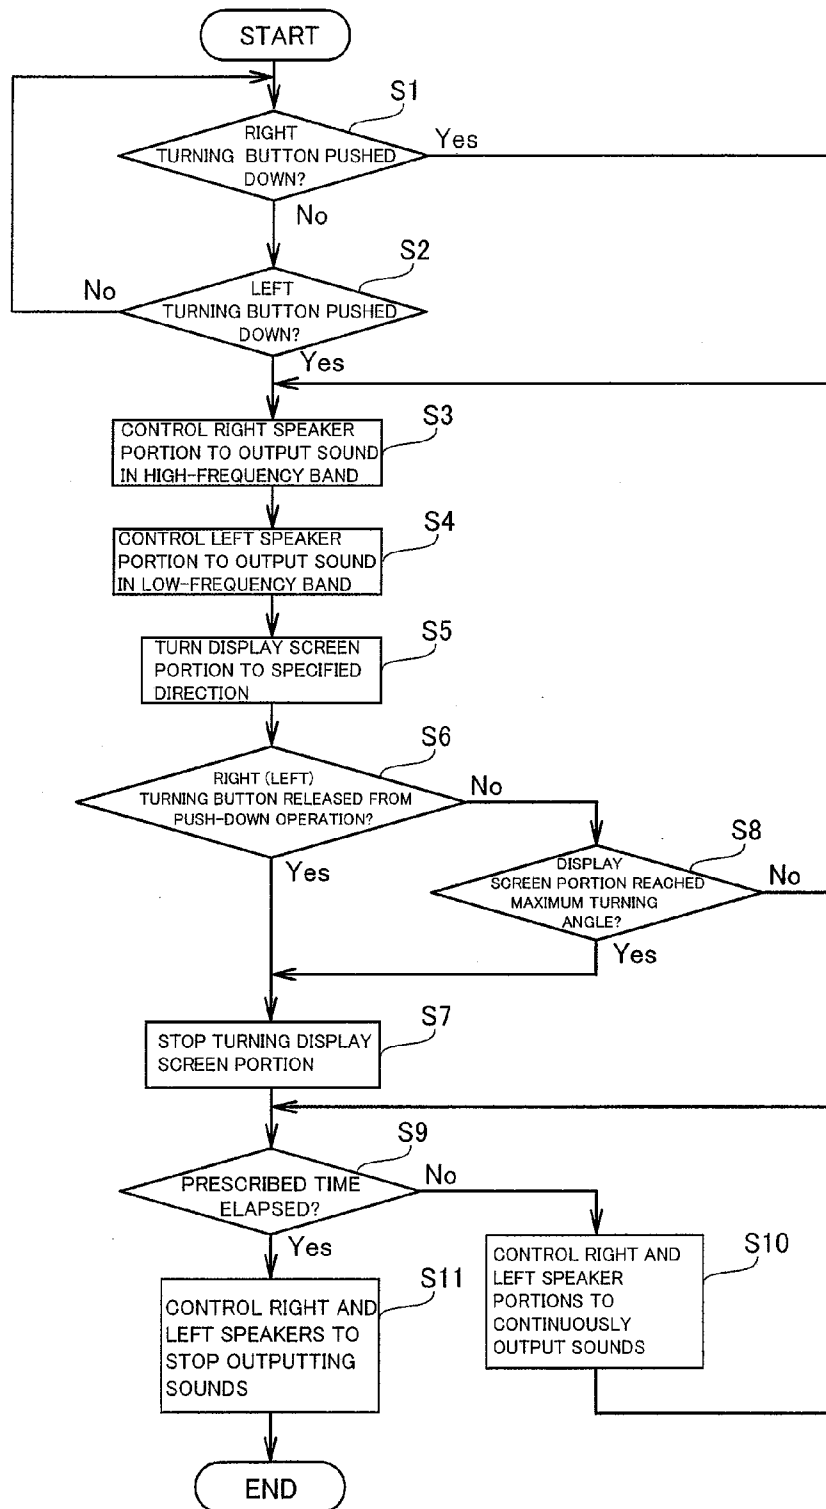 START
S1
RIGHT
TURNING BUTTON PUSHED
DOWN?
Yes
No
S2
LEFT
TURNING BUTTON PUSHED
DOWN?
No
Yes
S3
CONTROL RIGHT SPEAKER
PORTION TO OUTPUT SOUND
IN HIGH-FREQUENCY BAND
S4
CONTROL LEFT SPEAKER
PORTION TO OUTPUT SOUND
IN LOW-FREQUENCY BAND
S5
TURN DISPLAY SCREEN
PORTION TO SPECIFIED
DIRECTION
S6
RIGHT (LEFT)
TURNING BUTTON RELEASED FROM
PUSH-DOWN OPERATION?
No
Yes
S8
DISPLAY
SCREEN PORTION REACHED
MAXIMUM TURNING
ANGLE?
No
Yes
S7
STOP TURNING DISPLAY
SCREEN PORTION
S9
PRESCRIBED TIME
ELAPSED?
No
Yes
S10
CONTROL RIGHT AND
LEFT SPEAKER
PORTIONS TO
CONTINUOUSLY
OUTPUT SOUNDS
S11
CONTROL RIGHT AND
LEFT SPEAKERS TO
STOP OUTPUTTING
SOUNDS
END